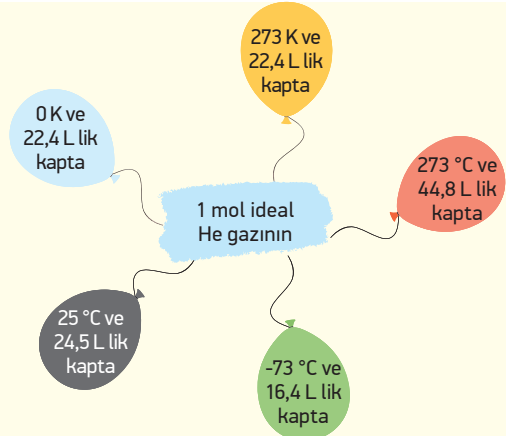 273 K ve
22,4 L lik
kapta
0 K ve
22,4 L lik
kapta
273 °C ve
44,8 L lik
kapta
1 mol ideal
He gazının
25 °C ve
24,5 L lik
kapta
-73 °C ve
16,4 L lik
kapta